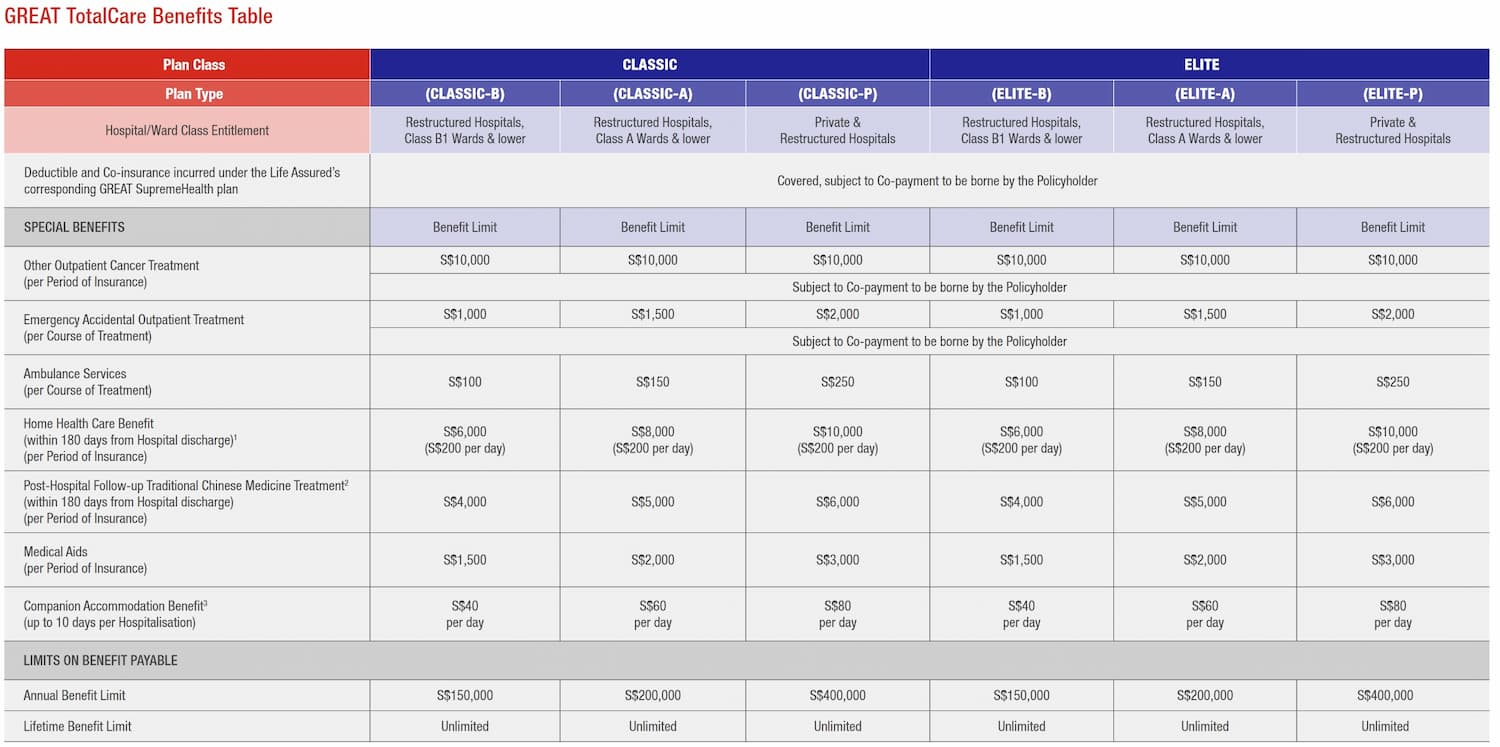 GREAT TotalCare Benefits Table
Plan Class CLASSIC ELITE
Plan Type (CLASSIC-B) (CLASSIC-A) (CLASSIC-P) (ELITE-B) (ELITE-A) (ELITE-P)
Hospital/Ward Class Entitlement
Restructured Hospitals, Restructured Hospitals, Private & Restructured Hospitals, Restructured Hospitals, Private &
Class B1 Wards & lower Class A Wards & lower Restructured Hospitals Class B1 Wards & lower Class A Wards & lower Restructured Hospitals
Deductible and Co-insurance incurred under the Life Assured's
corresponding GREAT SupremeHealth plan
Covered, subject to Co-payment to be borne by the Policyholder
SPECIAL BENEFITS Benefit Limit Benefit Limit Benefit Limit Benefit Limit Benefit Limit Benefit Limit
Other Outpatient Cancer Treatment
(per Period of Insurance)
S$10,000 S$10,000 S$10,000 S$10,000 S$10,000 S$10,000
Subject to Co-payment to be borne by the Policyholder
Emergency Accidental Outpatient Treatment
(per Course of Treatment)
S$1,000 S$1,500 S$2,000 S$1,000 S$1,500 S$2,000
Subject to Co-payment to be borne by the Policyholder
Ambulance Services
(per Course of Treatment)
S$100 S$150 S$250 S$100 S$150 S$250
Home Health Care Benefit
(within 180 days from Hospital discharge)¹
(per Period of Insurance)
S$6,000 S$8,000 S$10,000 S$6,000 S$8,000 S$10,000
(S$200 per day) (S$200 per day) (S$200 per day) (S$200 per day) (S$200 per day) (S$200 per day)
Post-Hospital Follow-up Traditional Chinese Medicine Treatment²
(within 180 days from Hospital discharge)
(per Period of Insurance)
S$4,000 S$5,000 S$6,000 S$4,000 S$5,000 S$6,000
Medical Aids
(per Period of Insurance)
S$1,500 S$2,000 S$3,000 S$1,500 S$2,000 S$3,000
Companion Accommodation Benefit³
(up to 10 days per Hospitalisation)
S$40 S$60 S$80 S$40 S$60 S$80
per day per day per day per day per day per day
LIMITS ON BENEFIT PAYABLE
Annual Benefit Limit S$150,000 S$200,000 S$400,000 S$150,000 S$200,000 S$400,000
Lifetime Benefit Limit Unlimited Unlimited Unlimited Unlimited Unlimited Unlimited